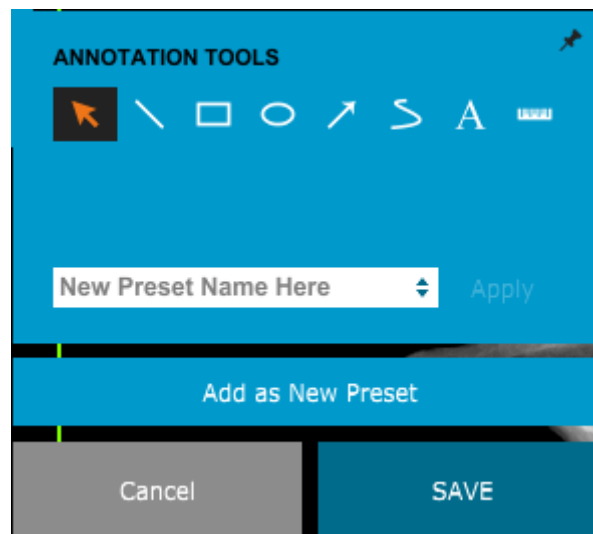 ANNOTATION TOOLS
A
New Preset Name Here
Apply
Add as New Preset
Cancel
SAVE